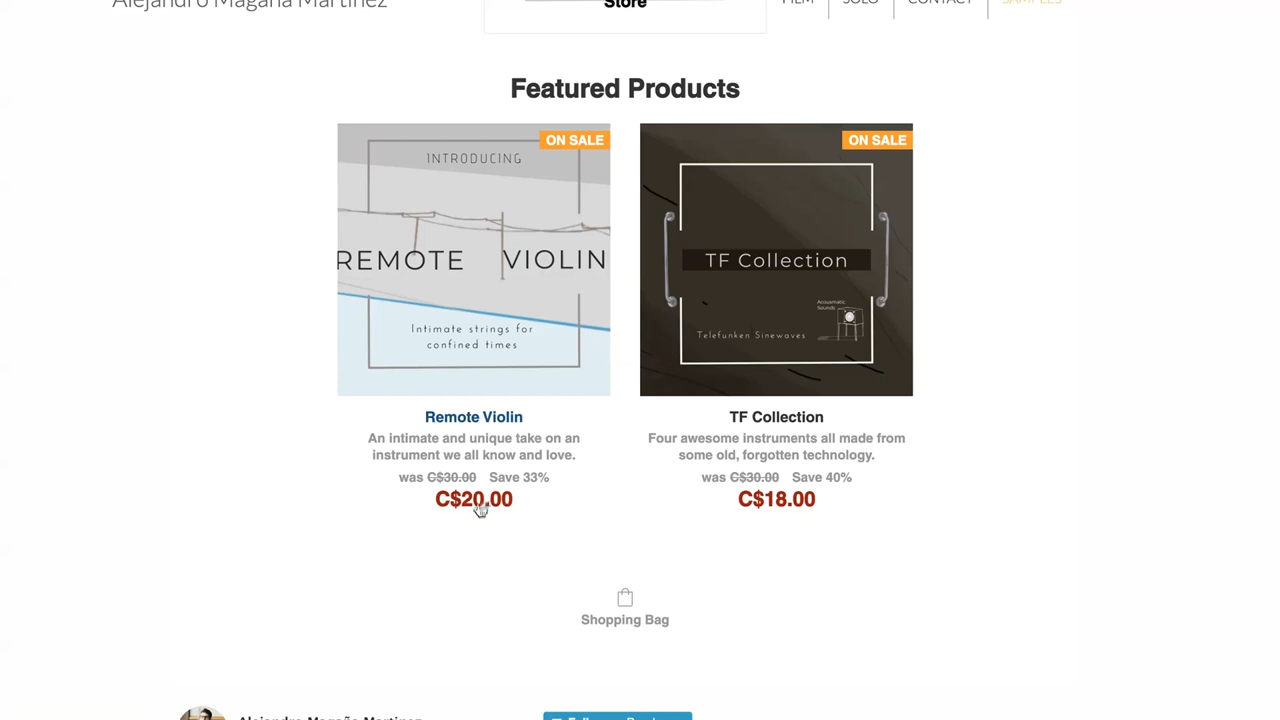 Alejandro Magaña Martinez
Store
FILM
SOLO
CONTACT
SAMPLES
Featured Products
ON SALE
INTRODUCING
REMOTE VIOLIN
Intimate strings for
confined times
ON SALE
TF Collection
Acousmatic
Sounds
Telefunken Sinewaves
Remote Violin
An intimate and unique take on an
instrument we all know and love.
was C$30.00 Save 33%
C$20.00
TF Collection
Four awesome instruments all made from
some old, forgotten technology.
was C$30.00 Save 40%
C$18.00
Shopping Bag
Alejandro Magaña Martinez